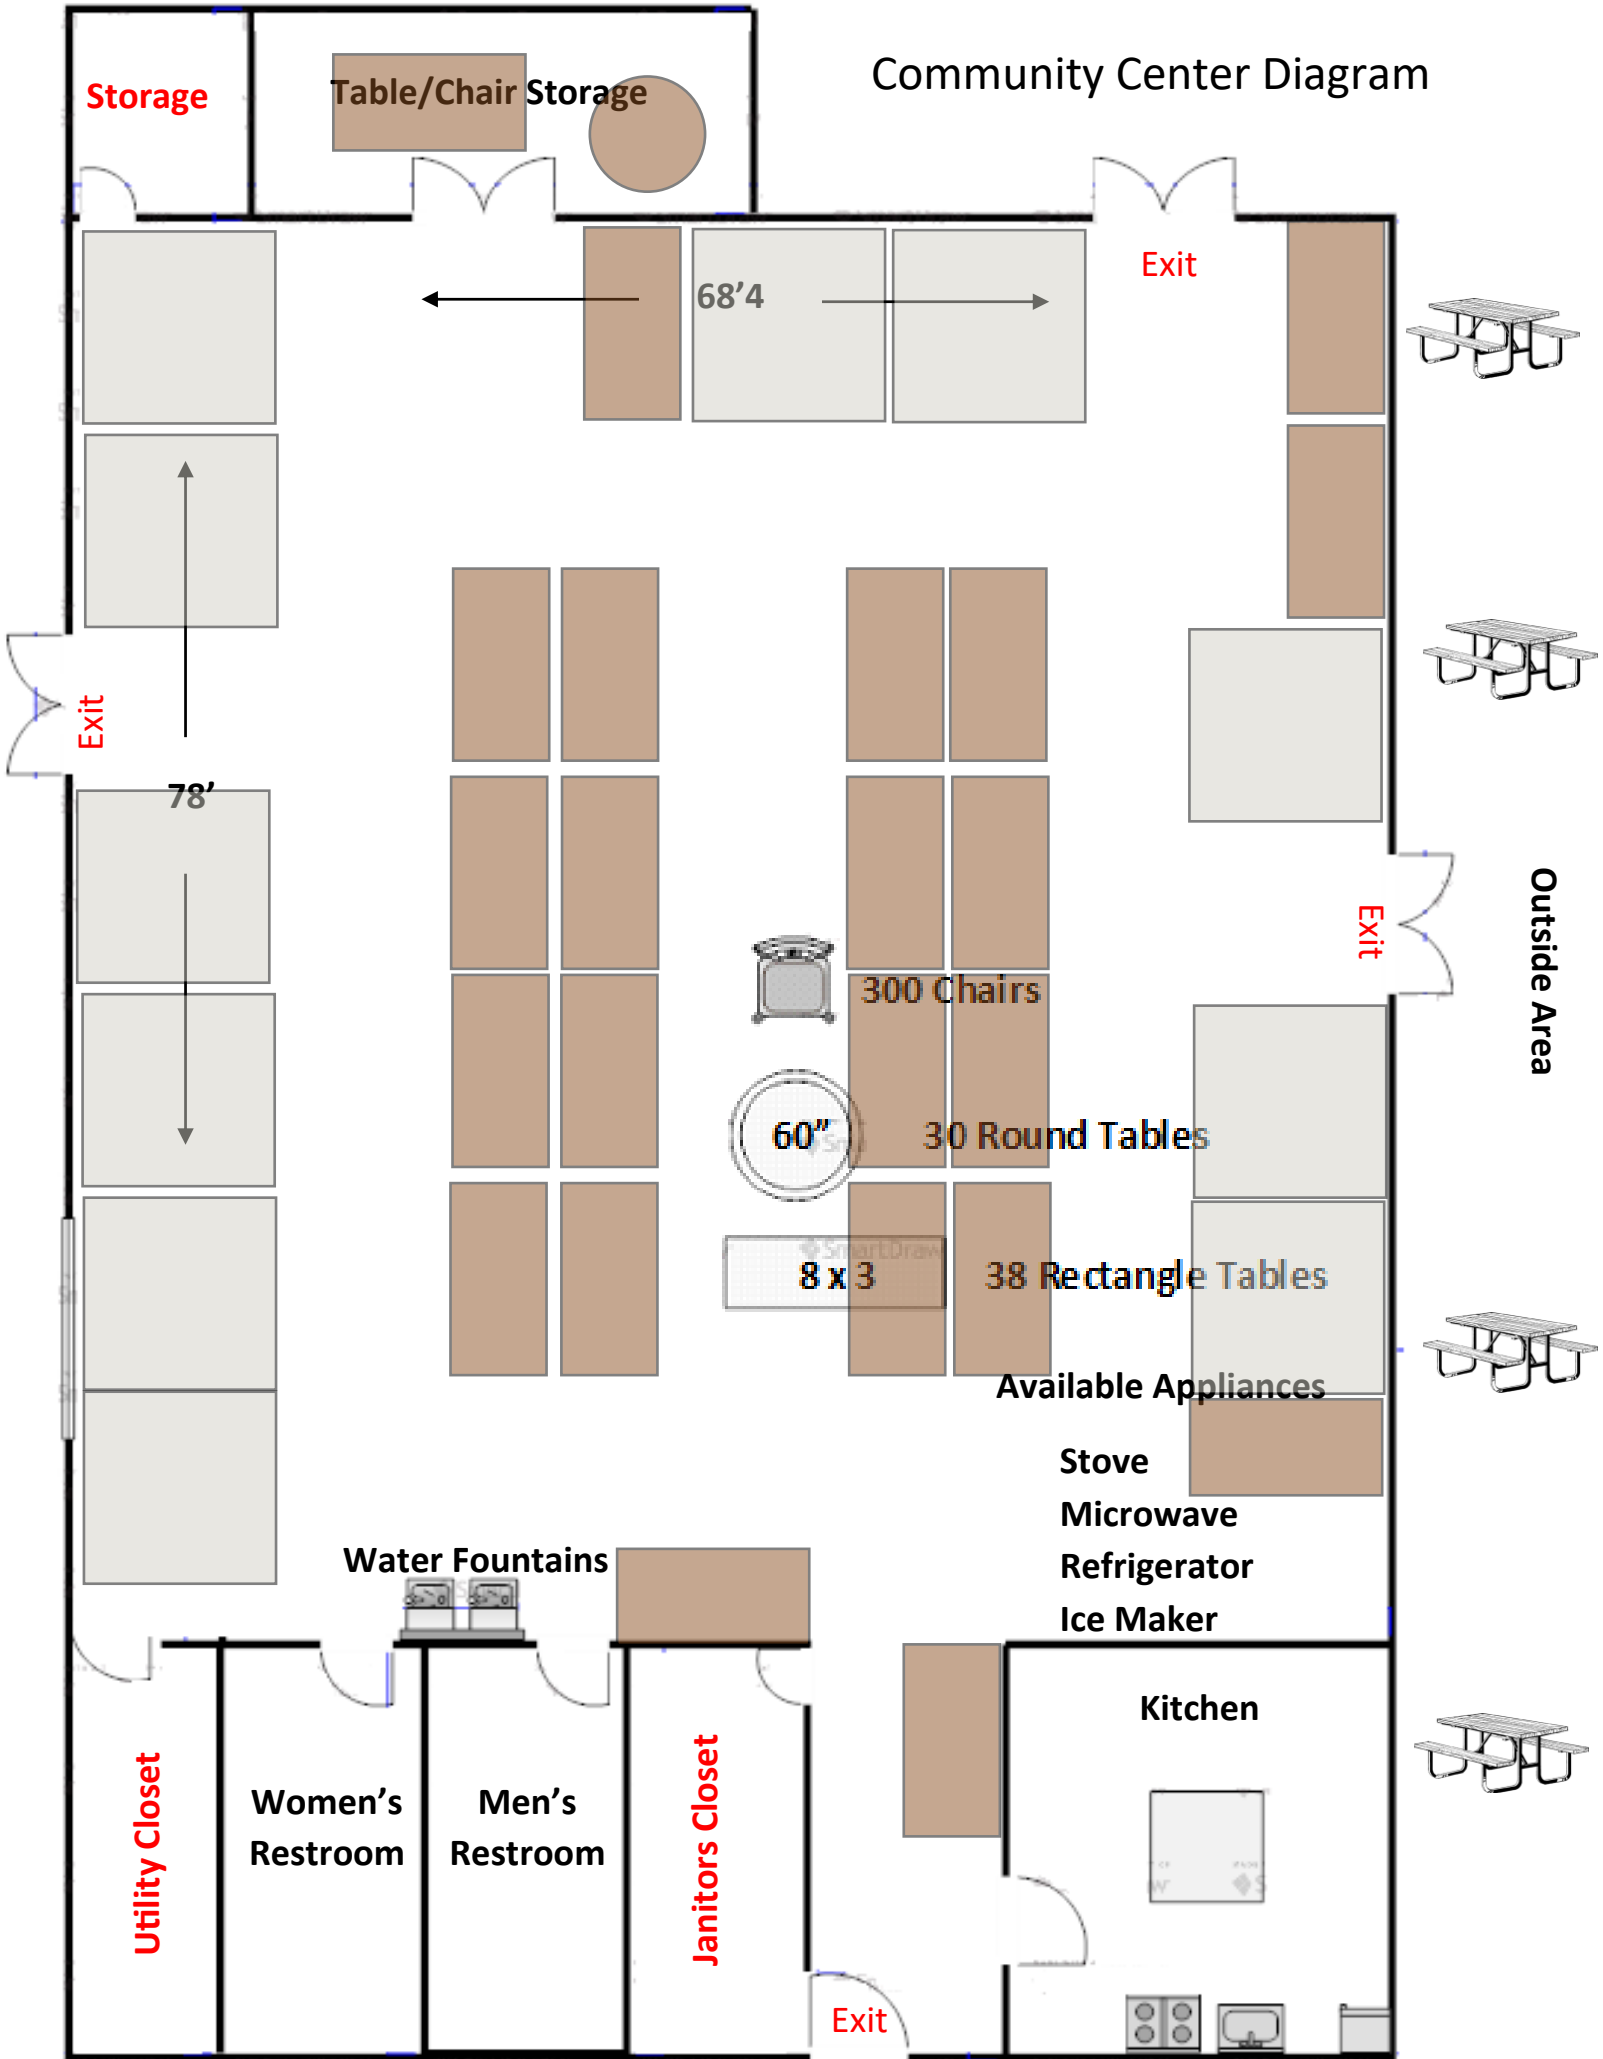 Community Center Diagram
Storage
Table/Chair Storage
Exit
68’4
Exit
78’
Exit
Outside Area
300 Chairs
60”
30 Round Tables
SmartDraw
8 x 3
38 Rectangle Tables
Available Appliances
Stove
Microwave
Refrigerator
Ice Maker
Water Fountains
Kitchen
Utility Closet
Women’s
Restroom
Men’s
Restroom
Janitors Closet
Exit